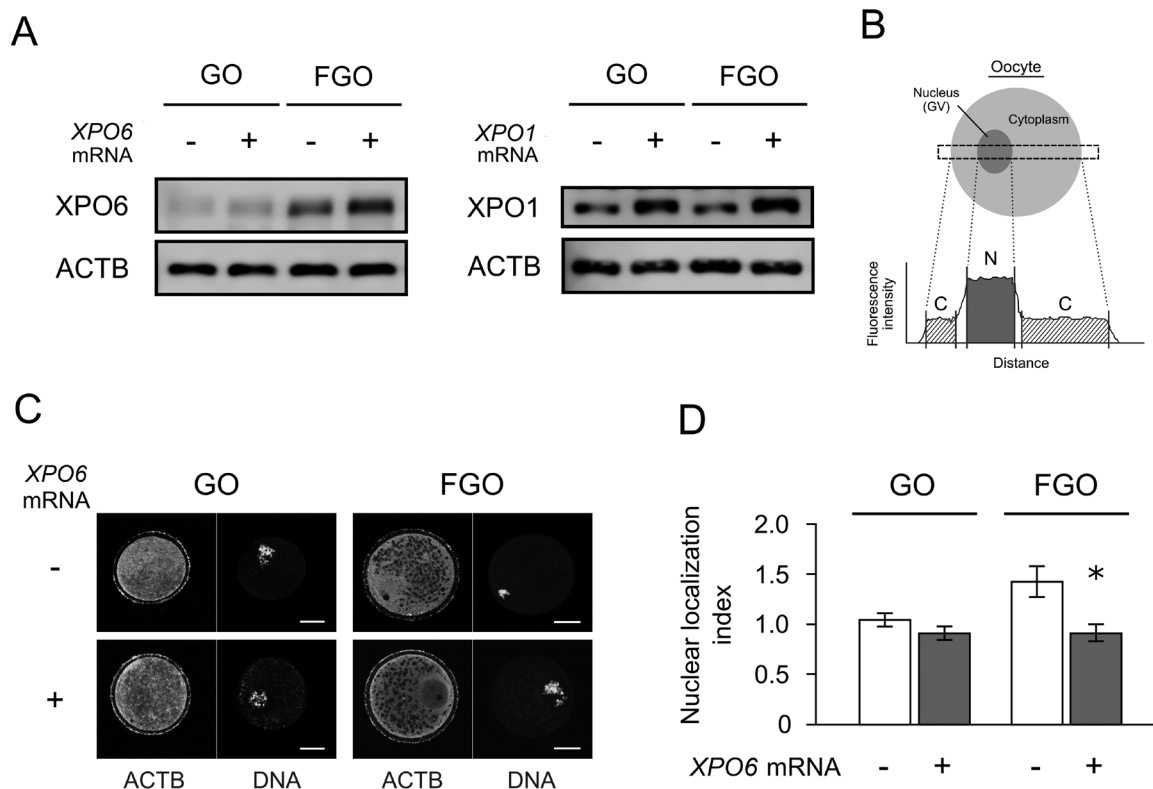 A
GO FGO
XPO6
mRNA
- + - +
XPO6
ACTB
GO FGO
XPO1
mRNA
- + - +
XPO1
ACTB
B
Oocyte
Nucleus
(GV)
Cytoplasm
N
C C
Fluorescence
intensity
Distance
C
XPO6
mRNA
GO FGO
-
+
ACTB DNA ACTB DNA
D
GO FGO
Nuclear localization
index
2.0
1.5
*
1.0
0.5
0
XPO6 mRNA - + - +